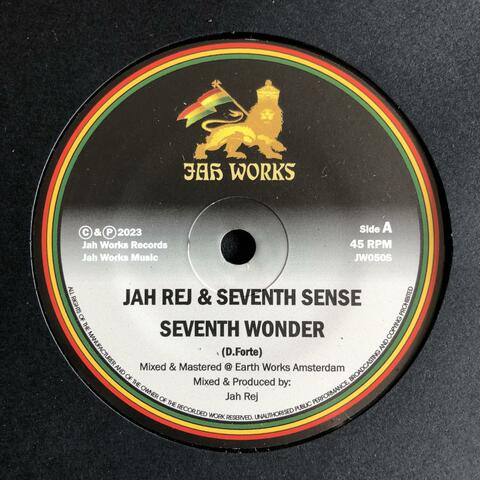 JAH WORKS
Ⓒ & Ⓟ 2023
Jah Works Records
Jah Works Music
Side A
45 RPM
JW050S
JAH REJ & SEVENTH SENSE
SEVENTH WONDER
(D.Forte)
Mixed & Mastered @ Earth Works Amsterdam
Mixed & Produced by:
Jah Rej
ALL RIGHTS OF THE MANUFACTURER AND OF THE OWNER OF THE RECORDED WORK RESERVED. UNAUTHORISED PUBLIC PERFORMANCE, BROADCASTING AND COPYING PROHIBITED